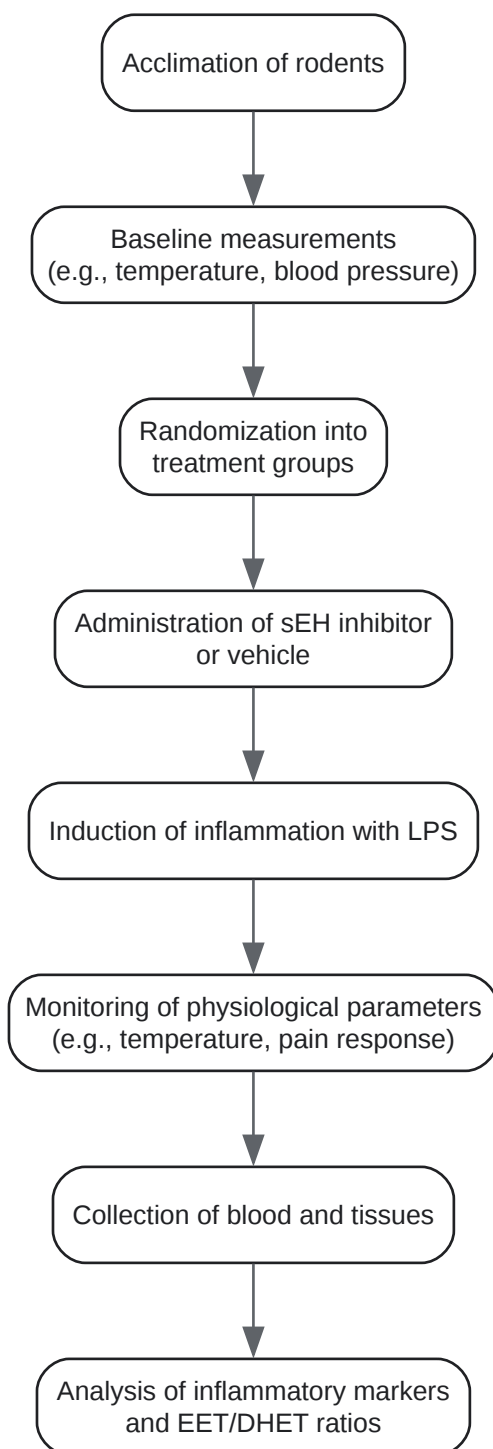 Acclimation of rodents
Baseline measurements
(e.g., temperature, blood pressure)
Randomization into
treatment groups
Administration of sEH inhibitor
or vehicle
Induction of inflammation with LPS
Monitoring of physiological parameters
(e.g., temperature, pain response)
Collection of blood and tissues
Analysis of inflammatory markers
and EET/DHET ratios